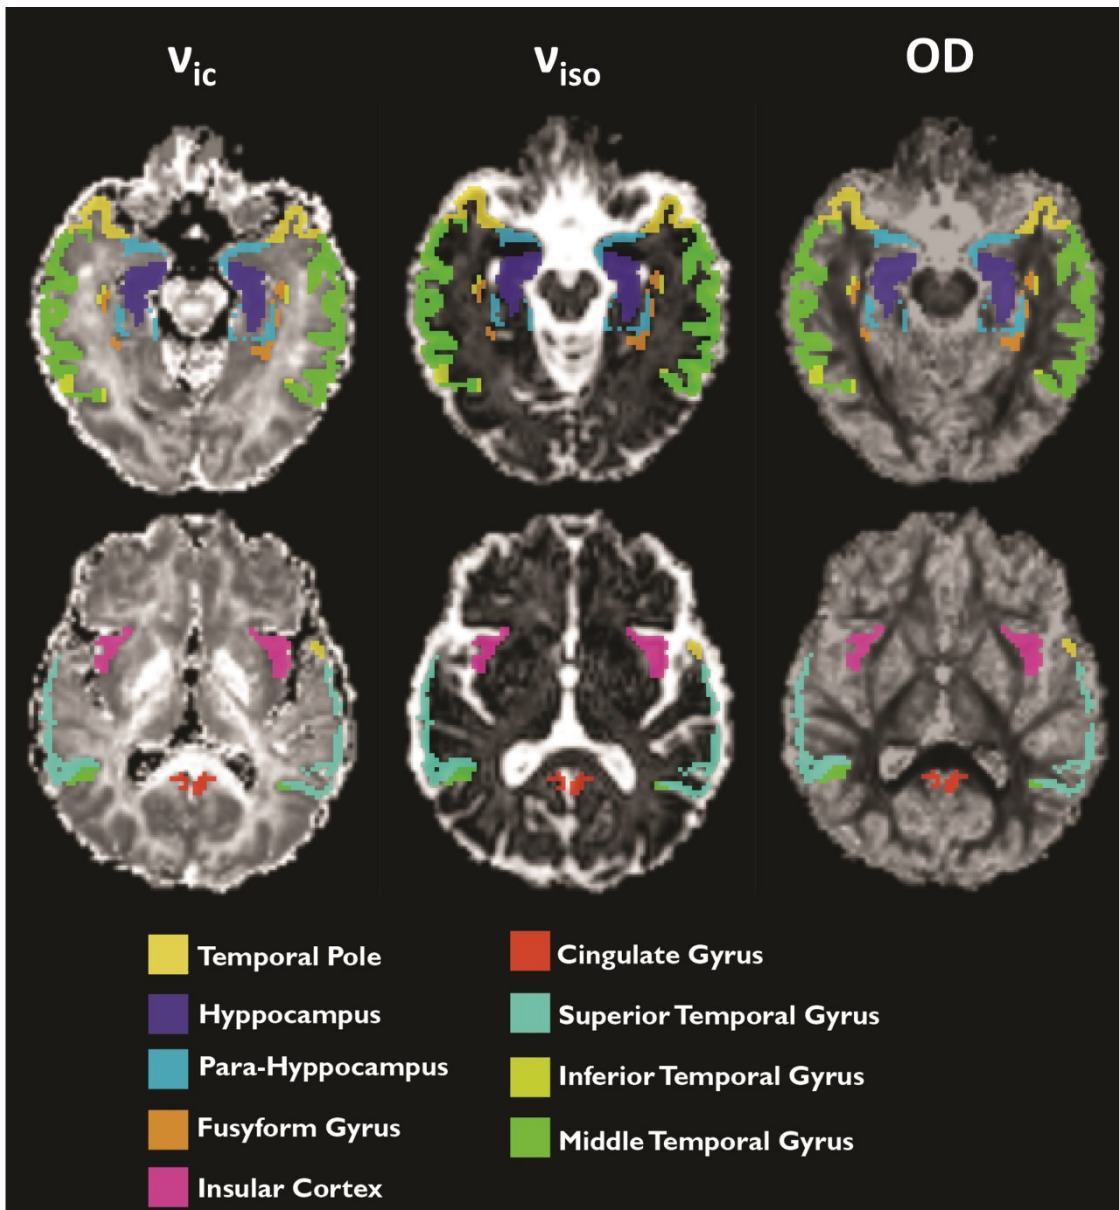 νic
νiso
OD
Temporal Pole
Hyppocampus
Para-Hyppocampus
Fusyform Gyrus
Insular Cortex
Cingulate Gyrus
Superior Temporal Gyrus
Inferior Temporal Gyrus
Middle Temporal Gyrus